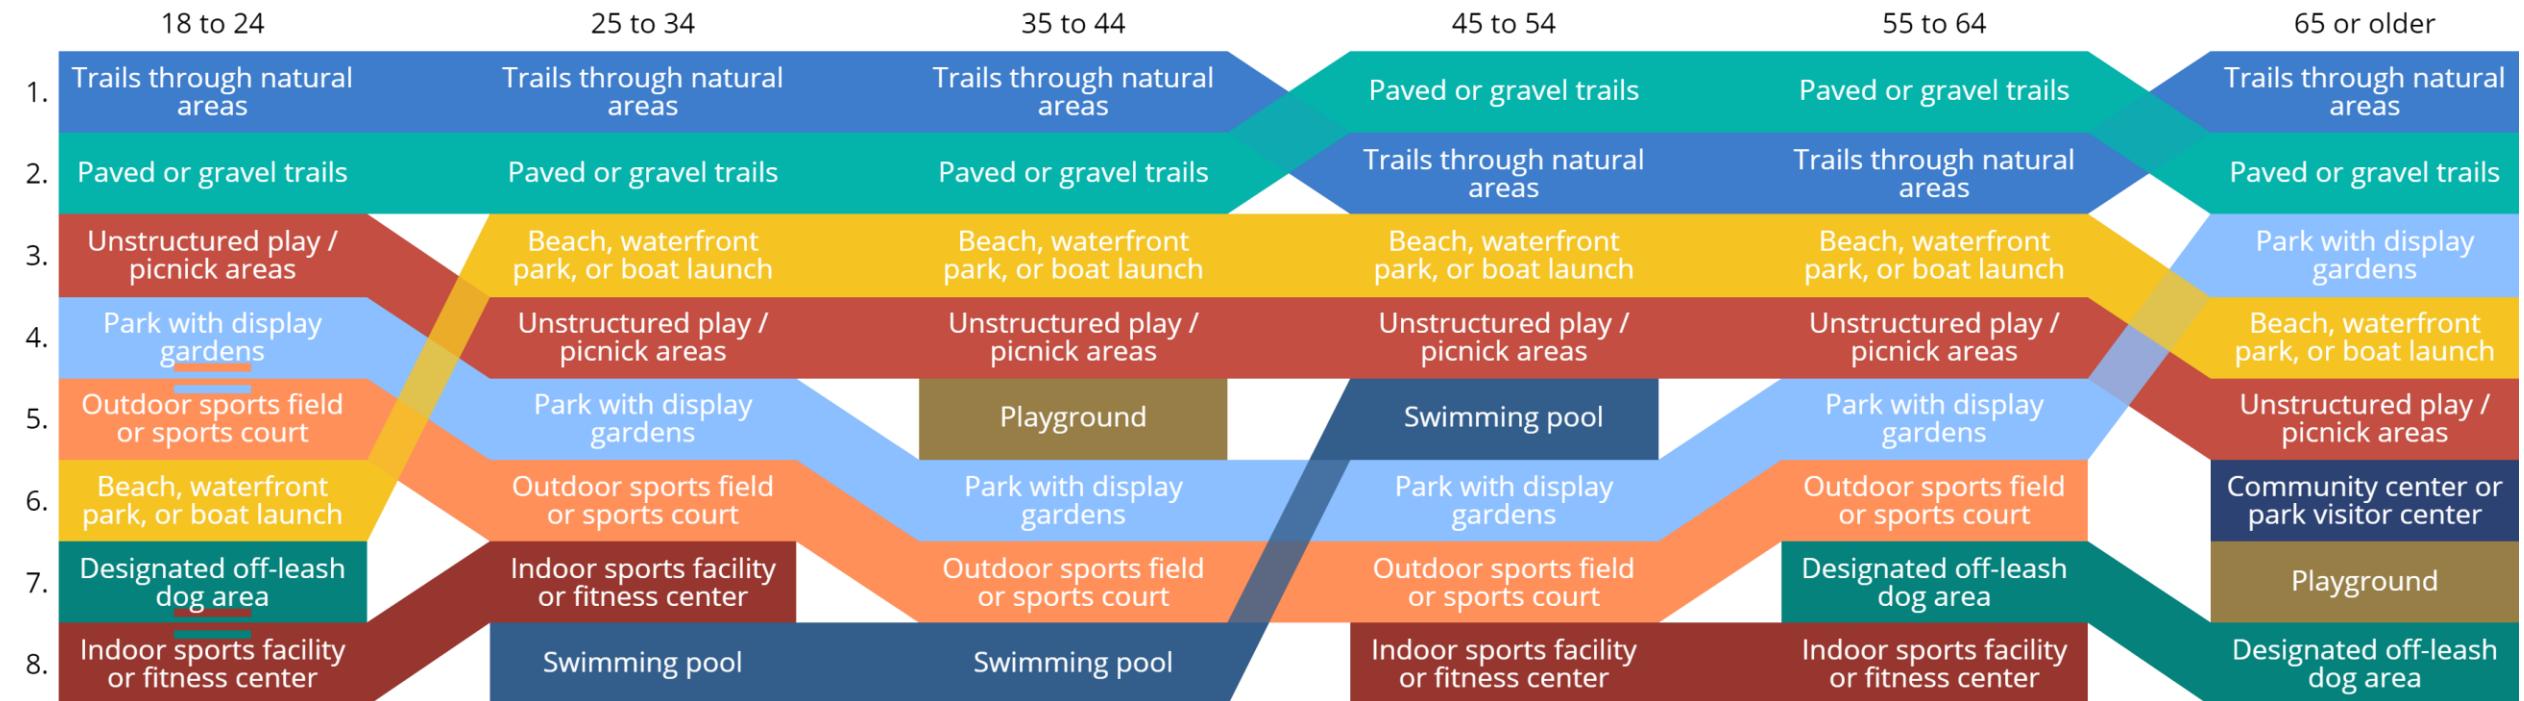 18 to 24
25 to 34
35 to 44
45 to 54
55 to 64
65 or older
1.
Trails through natural
areas
Trails through natural
areas
Trails through natural
areas
Paved or gravel trails
Paved or gravel trails
Trails through natural
areas
2.
Paved or gravel trails
Paved or gravel trails
Paved or gravel trails
Trails through natural
areas
Trails through natural
areas
Paved or gravel trails
3.
Unstructured play /
picnick areas
Beach, waterfront
park, or boat launch
Beach, waterfront
park, or boat launch
Beach, waterfront
park, or boat launch
Beach, waterfront
park, or boat launch
Park with display
gardens
4.
Park with display
gardens
Unstructured play /
picnick areas
Unstructured play /
picnick areas
Unstructured play /
picnick areas
Unstructured play /
picnick areas
Beach, waterfront
park, or boat launch
5.
Outdoor sports field
or sports court
Park with display
gardens
Playground
Swimming pool
Park with display
gardens
Unstructured play /
picnick areas
6.
Beach, waterfront
park, or boat launch
Outdoor sports field
or sports court
Park with display
gardens
Park with display
gardens
Outdoor sports field
or sports court
Community center or
park visitor center
7.
Designated off-leash
dog area
Indoor sports facility
or fitness center
Outdoor sports field
or sports court
Outdoor sports field
or sports court
Designated off-leash
dog area
Playground
8.
Indoor sports facility
or fitness center
Swimming pool
Swimming pool
Indoor sports facility
or fitness center
Indoor sports facility
or fitness center
Designated off-leash
dog area